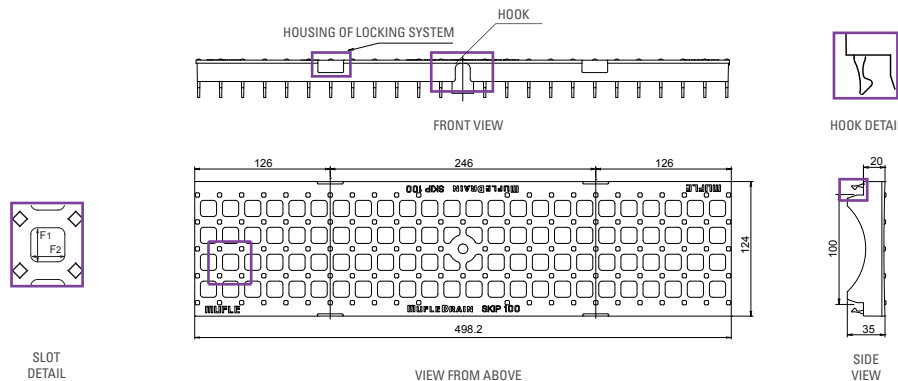 HOOK
HOUSING OF LOCKING SYSTEM
FRONT VIEW
HOOK DETAIL
126
246
126
20
MUFLEDRAIN SKIP 100
MUFLE
F1
F2
100
124
MUFLE
MUFLEDRAIN SKIP 100
35
498.2
SLOT
DETAIL
VIEW FROM ABOVE
SIDE
VIEW